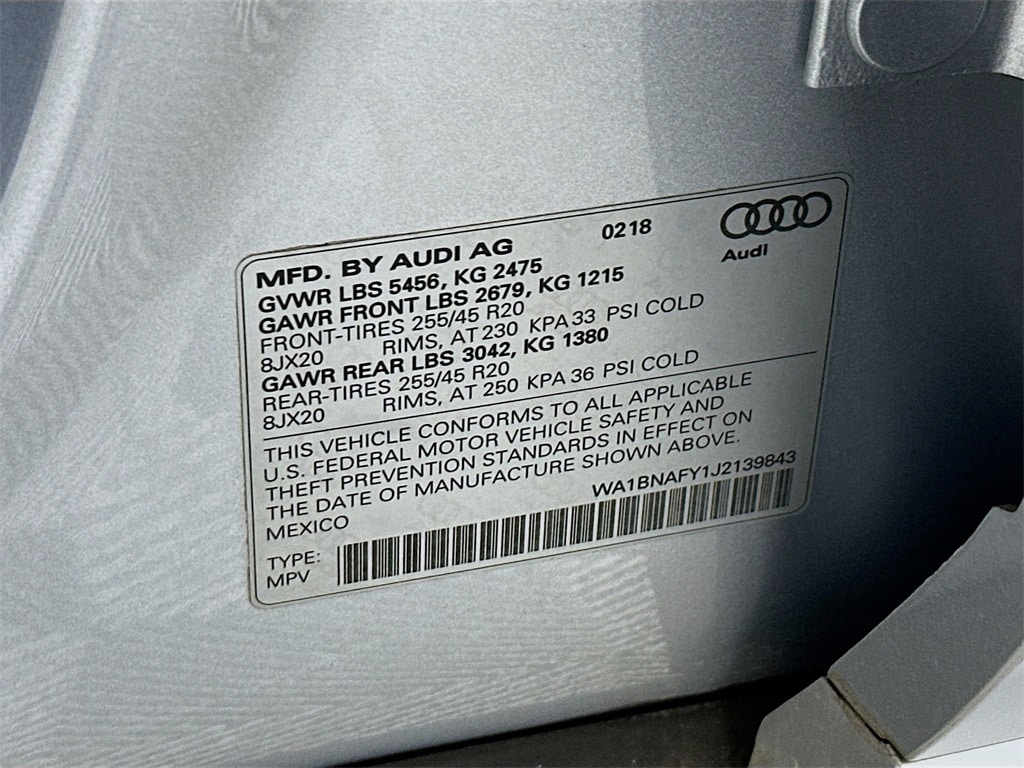 MFD. BY AUDI AG 0218
Audi
GVWR LBS 5456, KG 2475
GAWR FRONT LBS 2679, KG 1215
FRONT-TIRES 255/45 R20
8JX20 RIMS, AT 230 KPA 33 PSI COLD
GAWR REAR LBS 3042, KG 1380
REAR-TIRES 255/45 R20
8JX20 RIMS, AT 250 KPA 36 PSI COLD
THIS VEHICLE CONFORMS TO ALL APPLICABLE
U.S. FEDERAL MOTOR VEHICLE SAFETY AND
THEFT PREVENTION STANDARDS IN EFFECT ON
THE DATE OF MANUFACTURE SHOWN ABOVE.
MEXICO WA1BNAFY1J2139843
TYPE:
MPV